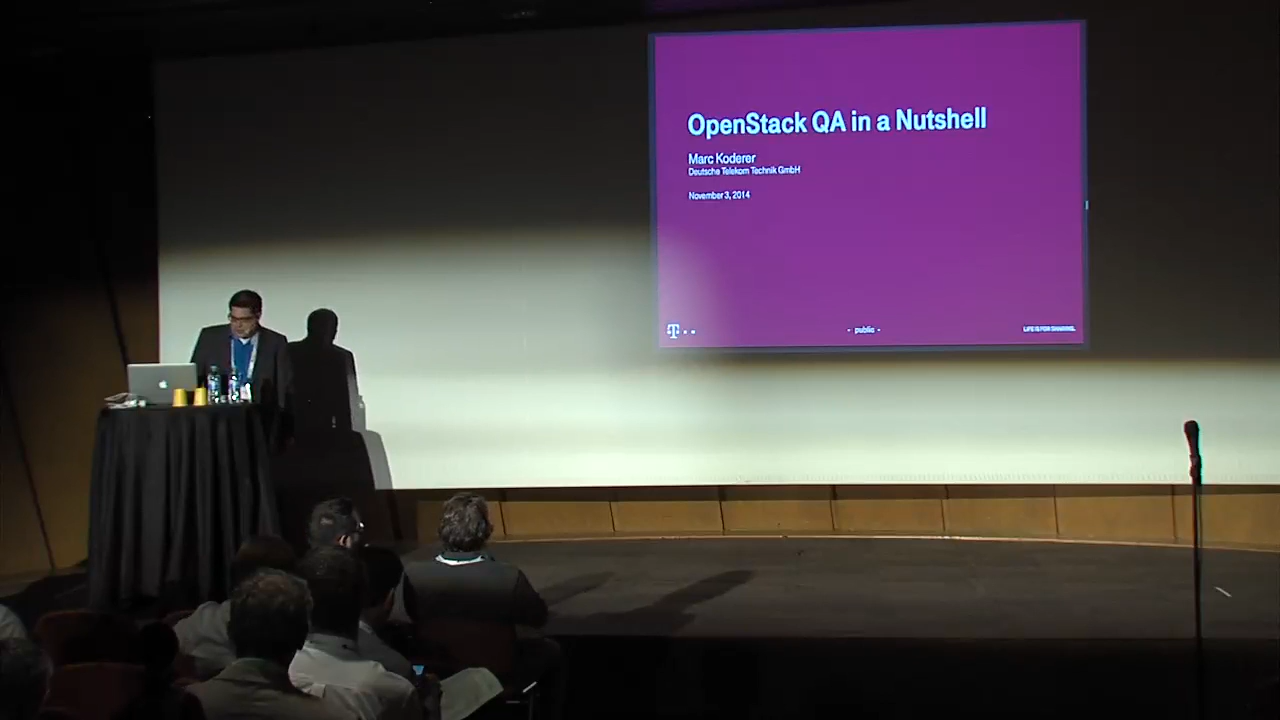 OpenStack QA in a Nutshell
Marc Koderer
Deutsche Telekom Technik GmbH
November 3, 2014
T
- public -
LIFE IS FOR SHARING.